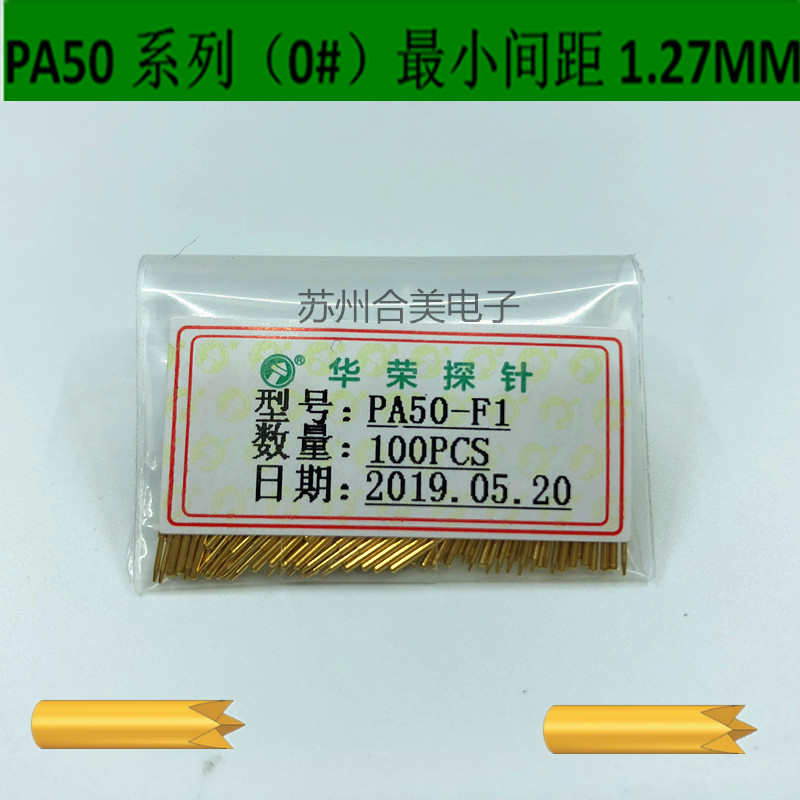 PA50 系列（0#）最小间距 1.27MM
苏州合美电子
® 华荣探针
型号: PA50-F1
数量: 100PCS
日期: 2019.05.20